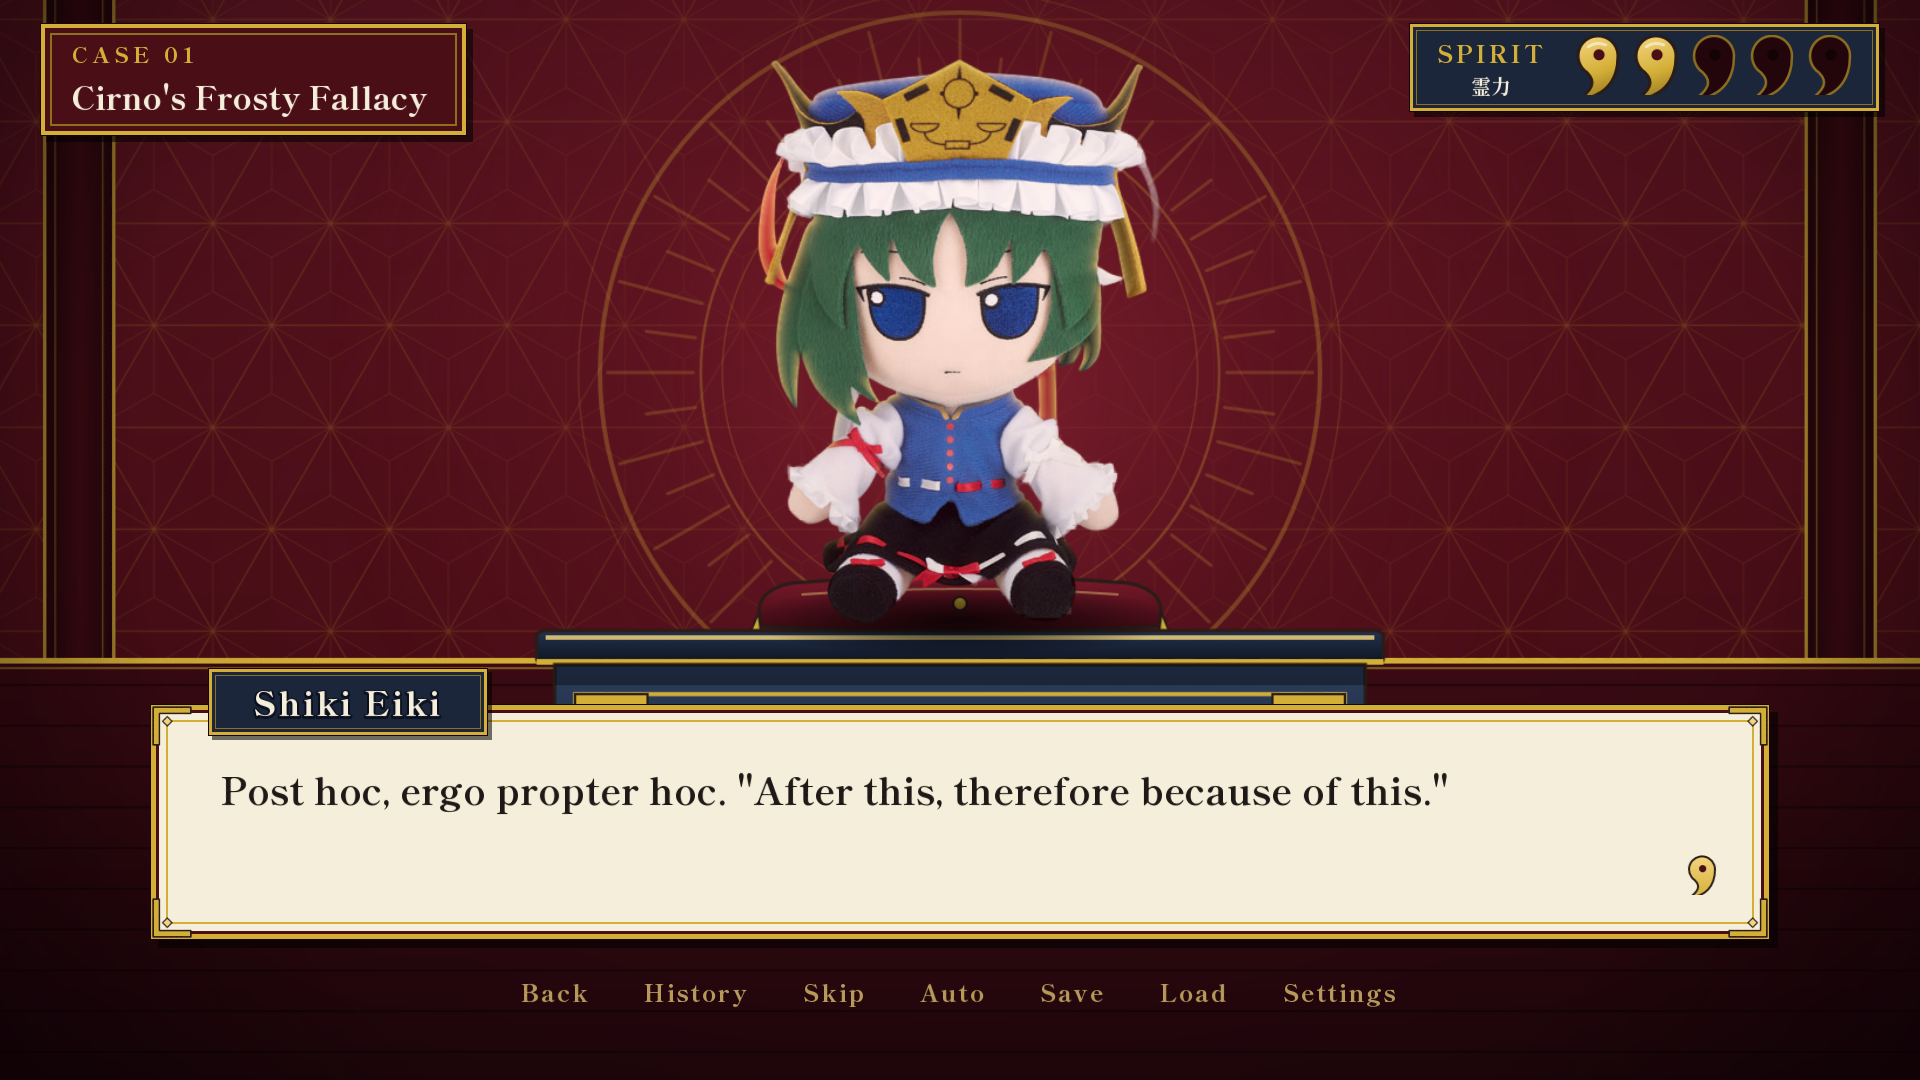 CASE 01
Cirno's Frosty Fallacy
SPIRIT
霊力
Shiki Eiki
Post hoc, ergo propter hoc. "After this, therefore because of this."
Back History Skip Auto Save Load Settings